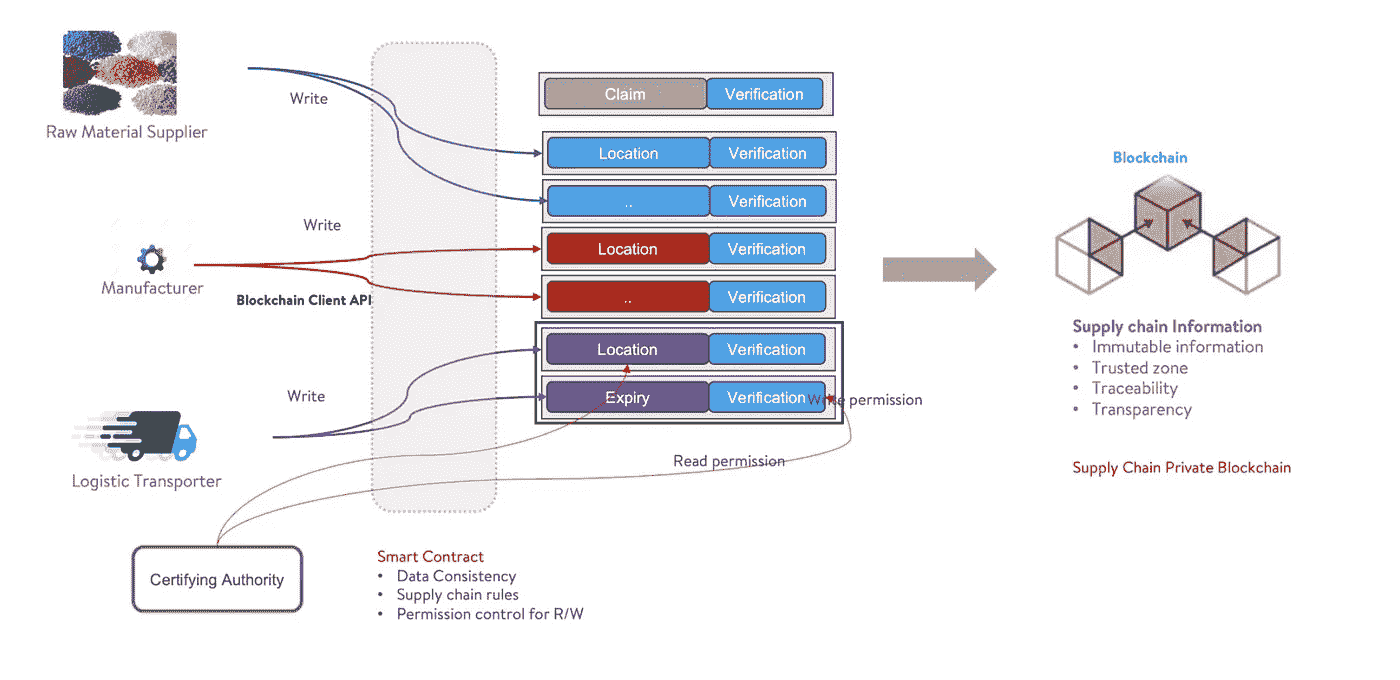 Raw Material Supplier
Write
Claim Verification
Location Verification
.. Verification
Write
Location Verification
Manufacturer
Blockchain Client API
.. Verification
Location Verification
Write
Expiry Verification
Write permission
Logistic Transporter
Read permission
Certifying Authority
Smart Contract
• Data Consistency
• Supply chain rules
• Permission control for R/W
Blockchain
Supply chain Information
• Immutable information
• Trusted zone
• Traceability
• Transparency
Supply Chain Private Blockchain